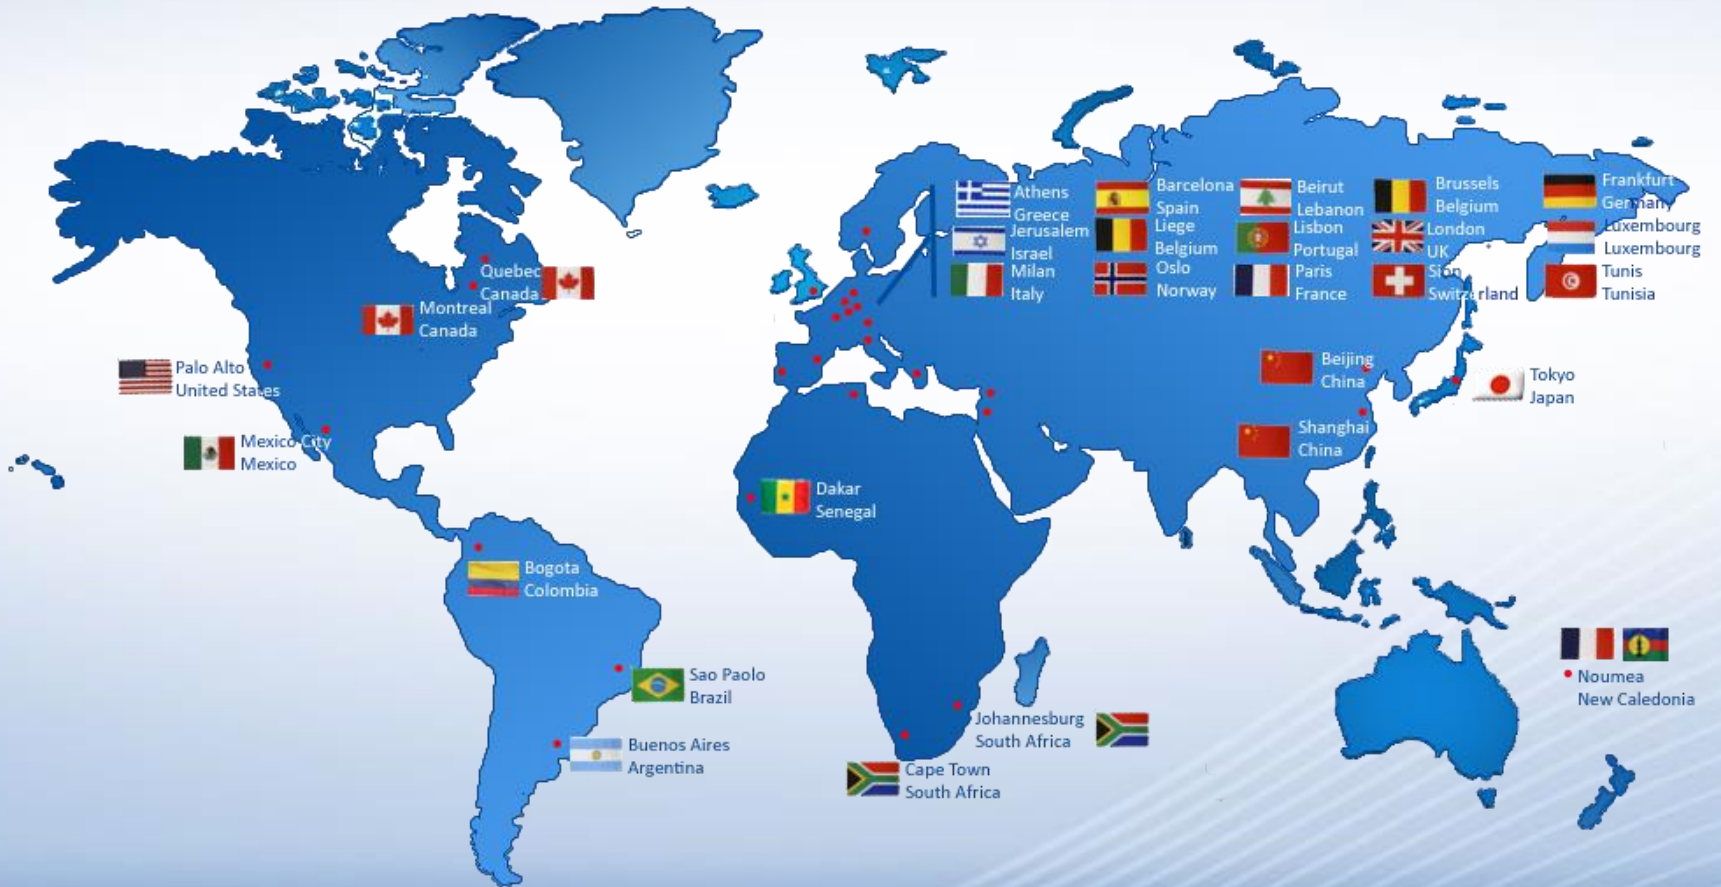 Athens
Greece
Barcelona
Spain
Beirut
Lebanon
Brussels
Belgium
Frankfurt
Germany
Jerusalem
Israel
Liege
Belgium
Lisbon
Portugal
London
UK
Luxembourg
Luxembourg
Milan
Italy
Oslo
Norway
Paris
France
Sion
Switzerland
Tunis
Tunisia
Quebec
Canada
Montreal
Canada
Palo Alto
United States
Mexico City
Mexico
Beijing
China
Tokyo
Japan
Shanghai
China
Dakar
Senegal
Bogota
Colombia
Sao Paolo
Brazil
Buenos Aires
Argentina
Johannesburg
South Africa
Cape Town
South Africa
Noumea
New Caledonia